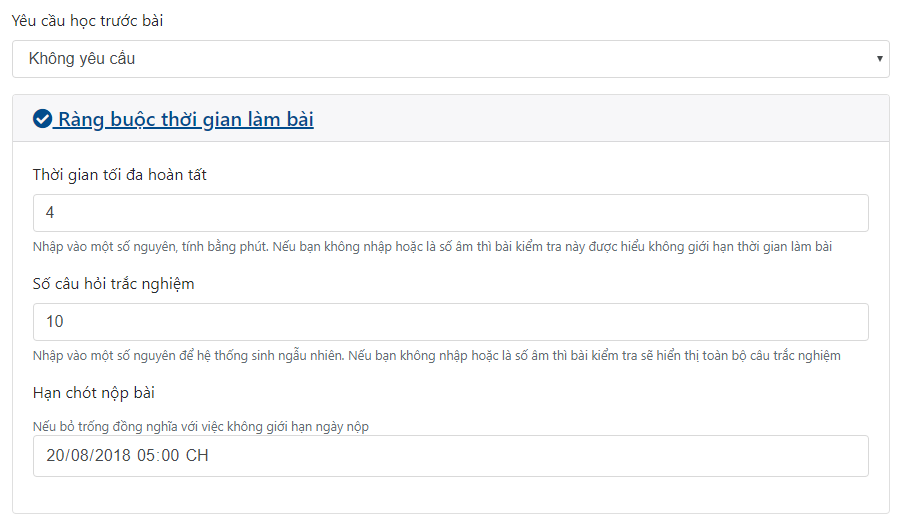 Yêu cầu học trước bài
Không yêu cầu
Ràng buộc thời gian làm bài
Thời gian tối đa hoàn tất
4
Nhập vào một số nguyên, tính bằng phút. Nếu bạn không nhập hoặc là số âm thì bài kiểm tra này được hiểu không giới hạn thời gian làm bài
Số câu hỏi trắc nghiệm
10
Nhập vào một số nguyên để hệ thống sinh ngẫu nhiên. Nếu bạn không nhập hoặc là số âm thì bài kiểm tra sẽ hiển thị toàn bộ câu trắc nghiệm
Hạn chót nộp bài
Nếu bỏ trống đồng nghĩa với việc không giới hạn ngày nộp
20/08/2018 05:00 CH